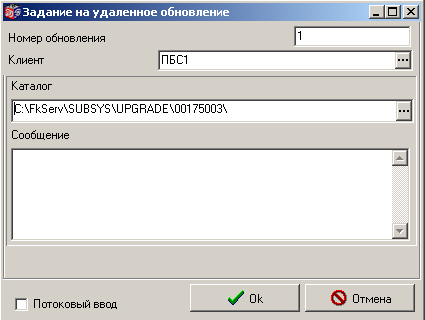 Задание на удаленное обновление
Номер обновления 1
Клиент ПБС1 ...
Каталог
C:\FkServ\SUBSYS\UPGRADE\00175003\ ...
Сообщение
Потоковый ввод Ok Отмена